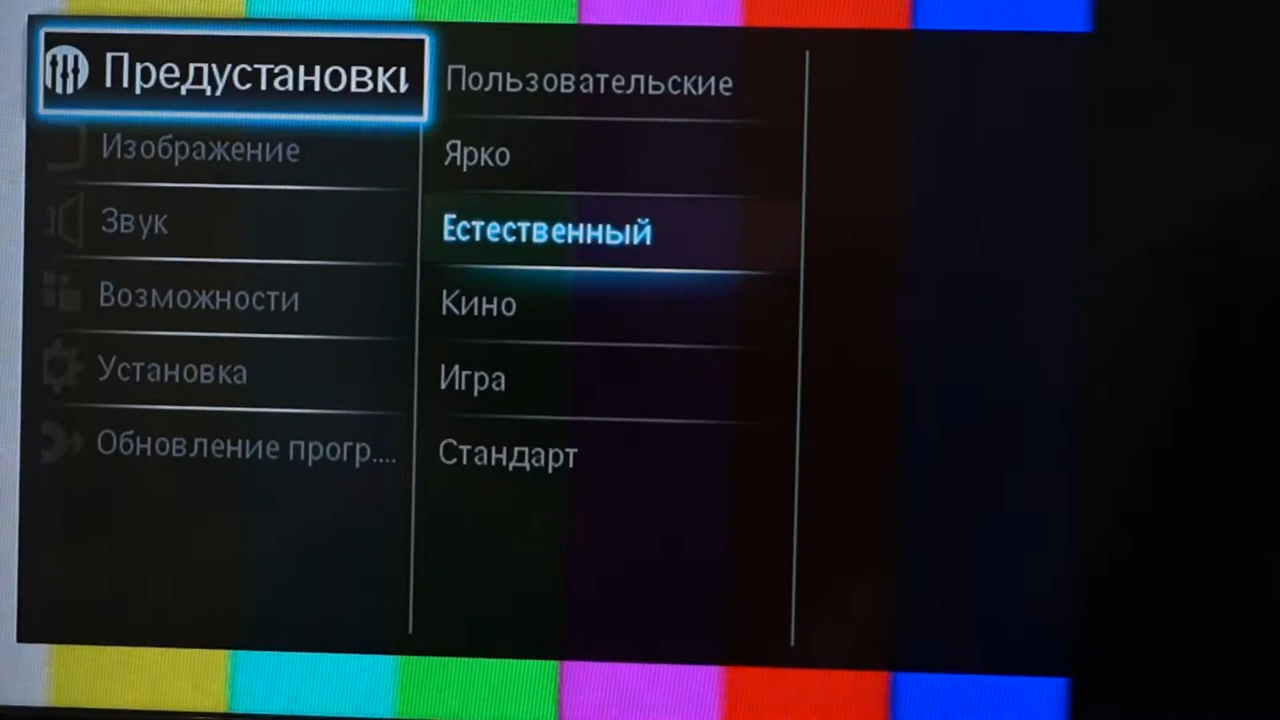 Предустановки
Изображение
Звук
Возможности
Установка
Обновление прогр....
Пользовательские
Ярко
Естественный
Кино
Игра
Стандарт